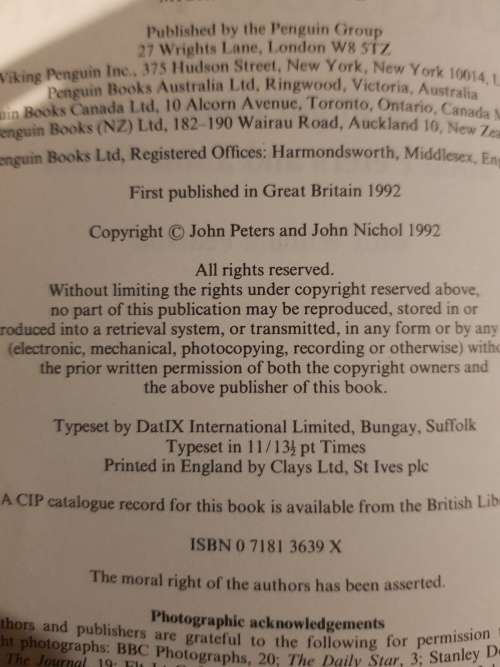 Published by the Penguin Group
27 Wrights Lane, London W8 5TZ
Viking Penguin Inc., 375 Hudson Street, New York, New York 10014, U
Penguin Books Australia Ltd, Ringwood, Victoria, Australia
uin Books Canada Ltd, 10 Alcorn Avenue, Toronto, Ontario, Canada M
enguin Books (NZ) Ltd, 182–190 Wairau Road, Auckland 10, New Zea
enguin Books Ltd, Registered Offices: Harmondsworth, Middlesex, Eng
First published in Great Britain 1992
Copyright © John Peters and John Nichol 1992
All rights reserved.
Without limiting the rights under copyright reserved above,
no part of this publication may be reproduced, stored in or
roduced into a retrieval system, or transmitted, in any form or by any
(electronic, mechanical, photocopying, recording or otherwise) witho
the prior written permission of both the copyright owners and
the above publisher of this book.
Typeset by DatIX International Limited, Bungay, Suffolk
Typeset in 11/13½ pt Times
Printed in England by Clays Ltd, St Ives plc
A CIP catalogue record for this book is available from the British Lib
ISBN 0 7181 3639 X
The moral right of the authors has been asserted.
Photographic acknowledgements
thors and publishers are grateful to the following for permission
ht photographs: BBC Photographs, 20; The Daily Star, 3; Stanley D
The Journal, 19;